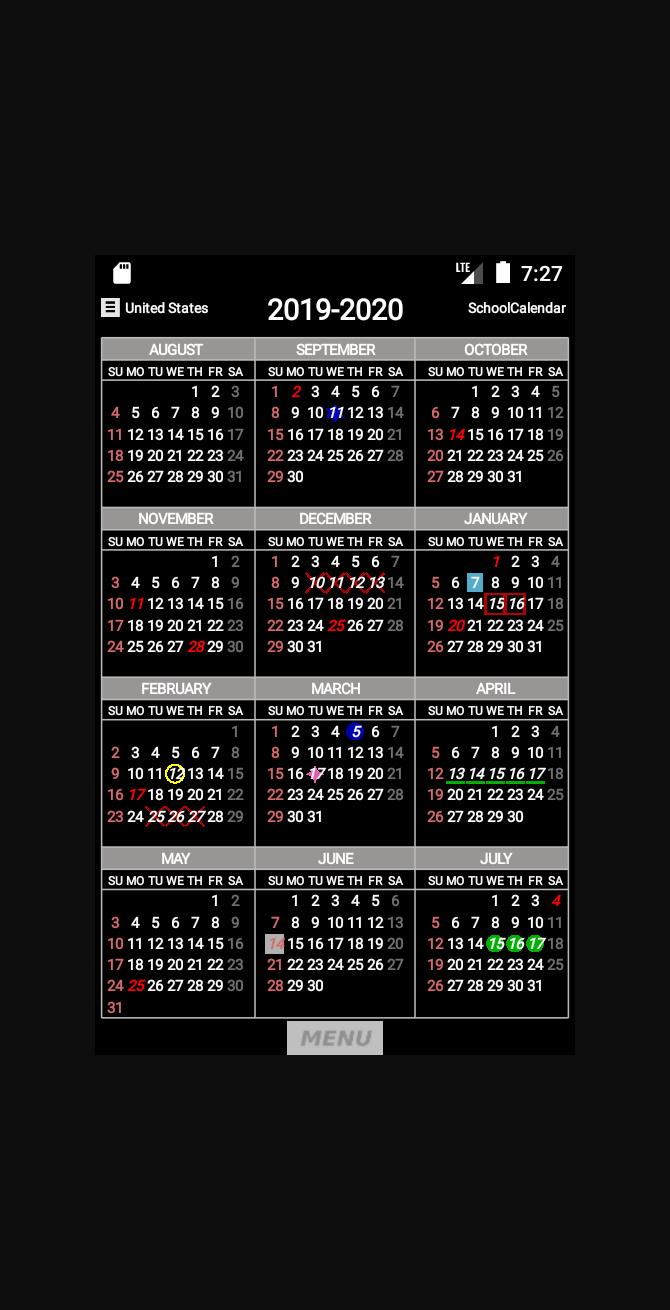 LTE 7:27
United States 2019-2020 SchoolCalendar
AUGUST SEPTEMBER OCTOBER
SU MO TU WE TH FR SA SU MO TU WE TH FR SA SU MO TU WE TH FR SA
1 2 3 1 2 3 4 5 6 7 1 2 3 4 5
4 5 6 7 8 9 10 8 9 10 11 12 13 14 6 7 8 9 10 11 12
11 12 13 14 15 16 17 15 16 17 18 19 20 21 13 14 15 16 17 18 19
18 19 20 21 22 23 24 22 23 24 25 26 27 28 20 21 22 23 24 25 26
25 26 27 28 29 30 31 29 30 27 28 29 30 31
NOVEMBER DECEMBER JANUARY
SU MO TU WE TH FR SA SU MO TU WE TH FR SA SU MO TU WE TH FR SA
1 2 1 2 3 4 5 6 7 1 2 3 4
3 4 5 6 7 8 9 8 9 10 11 12 13 14 5 6 7 8 9 10 11
10 11 12 13 14 15 16 15 16 17 18 19 20 21 12 13 14 15 16 17 18
17 18 19 20 21 22 23 22 23 24 25 26 27 28 19 20 21 22 23 24 25
24 25 26 27 28 29 30 29 30 31 26 27 28 29 30 31
FEBRUARY MARCH APRIL
SU MO TU WE TH FR SA SU MO TU WE TH FR SA SU MO TU WE TH FR SA
1 1 2 3 4 5 6 7 1 2 3 4
2 3 4 5 6 7 8 8 9 10 11 12 13 14 5 6 7 8 9 10 11
9 10 11 12 13 14 15 15 16 17 18 19 20 21 12 13 14 15 16 17 18
16 17 18 19 20 21 22 22 23 24 25 26 27 28 19 20 21 22 23 24 25
23 24 25 26 27 28 29 29 30 31 26 27 28 29 30
MAY JUNE JULY
SU MO TU WE TH FR SA SU MO TU WE TH FR SA SU MO TU WE TH FR SA
1 2 1 2 3 4 5 6 1 2 3 4
3 4 5 6 7 8 9 7 8 9 10 11 12 13 5 6 7 8 9 10 11
10 11 12 13 14 15 16 14 15 16 17 18 19 20 12 13 14 15 16 17 18
17 18 19 20 21 22 23 21 22 23 24 25 26 27 19 20 21 22 23 24 25
24 25 26 27 28 29 30 28 29 30 26 27 28 29 30 31
31
MENU